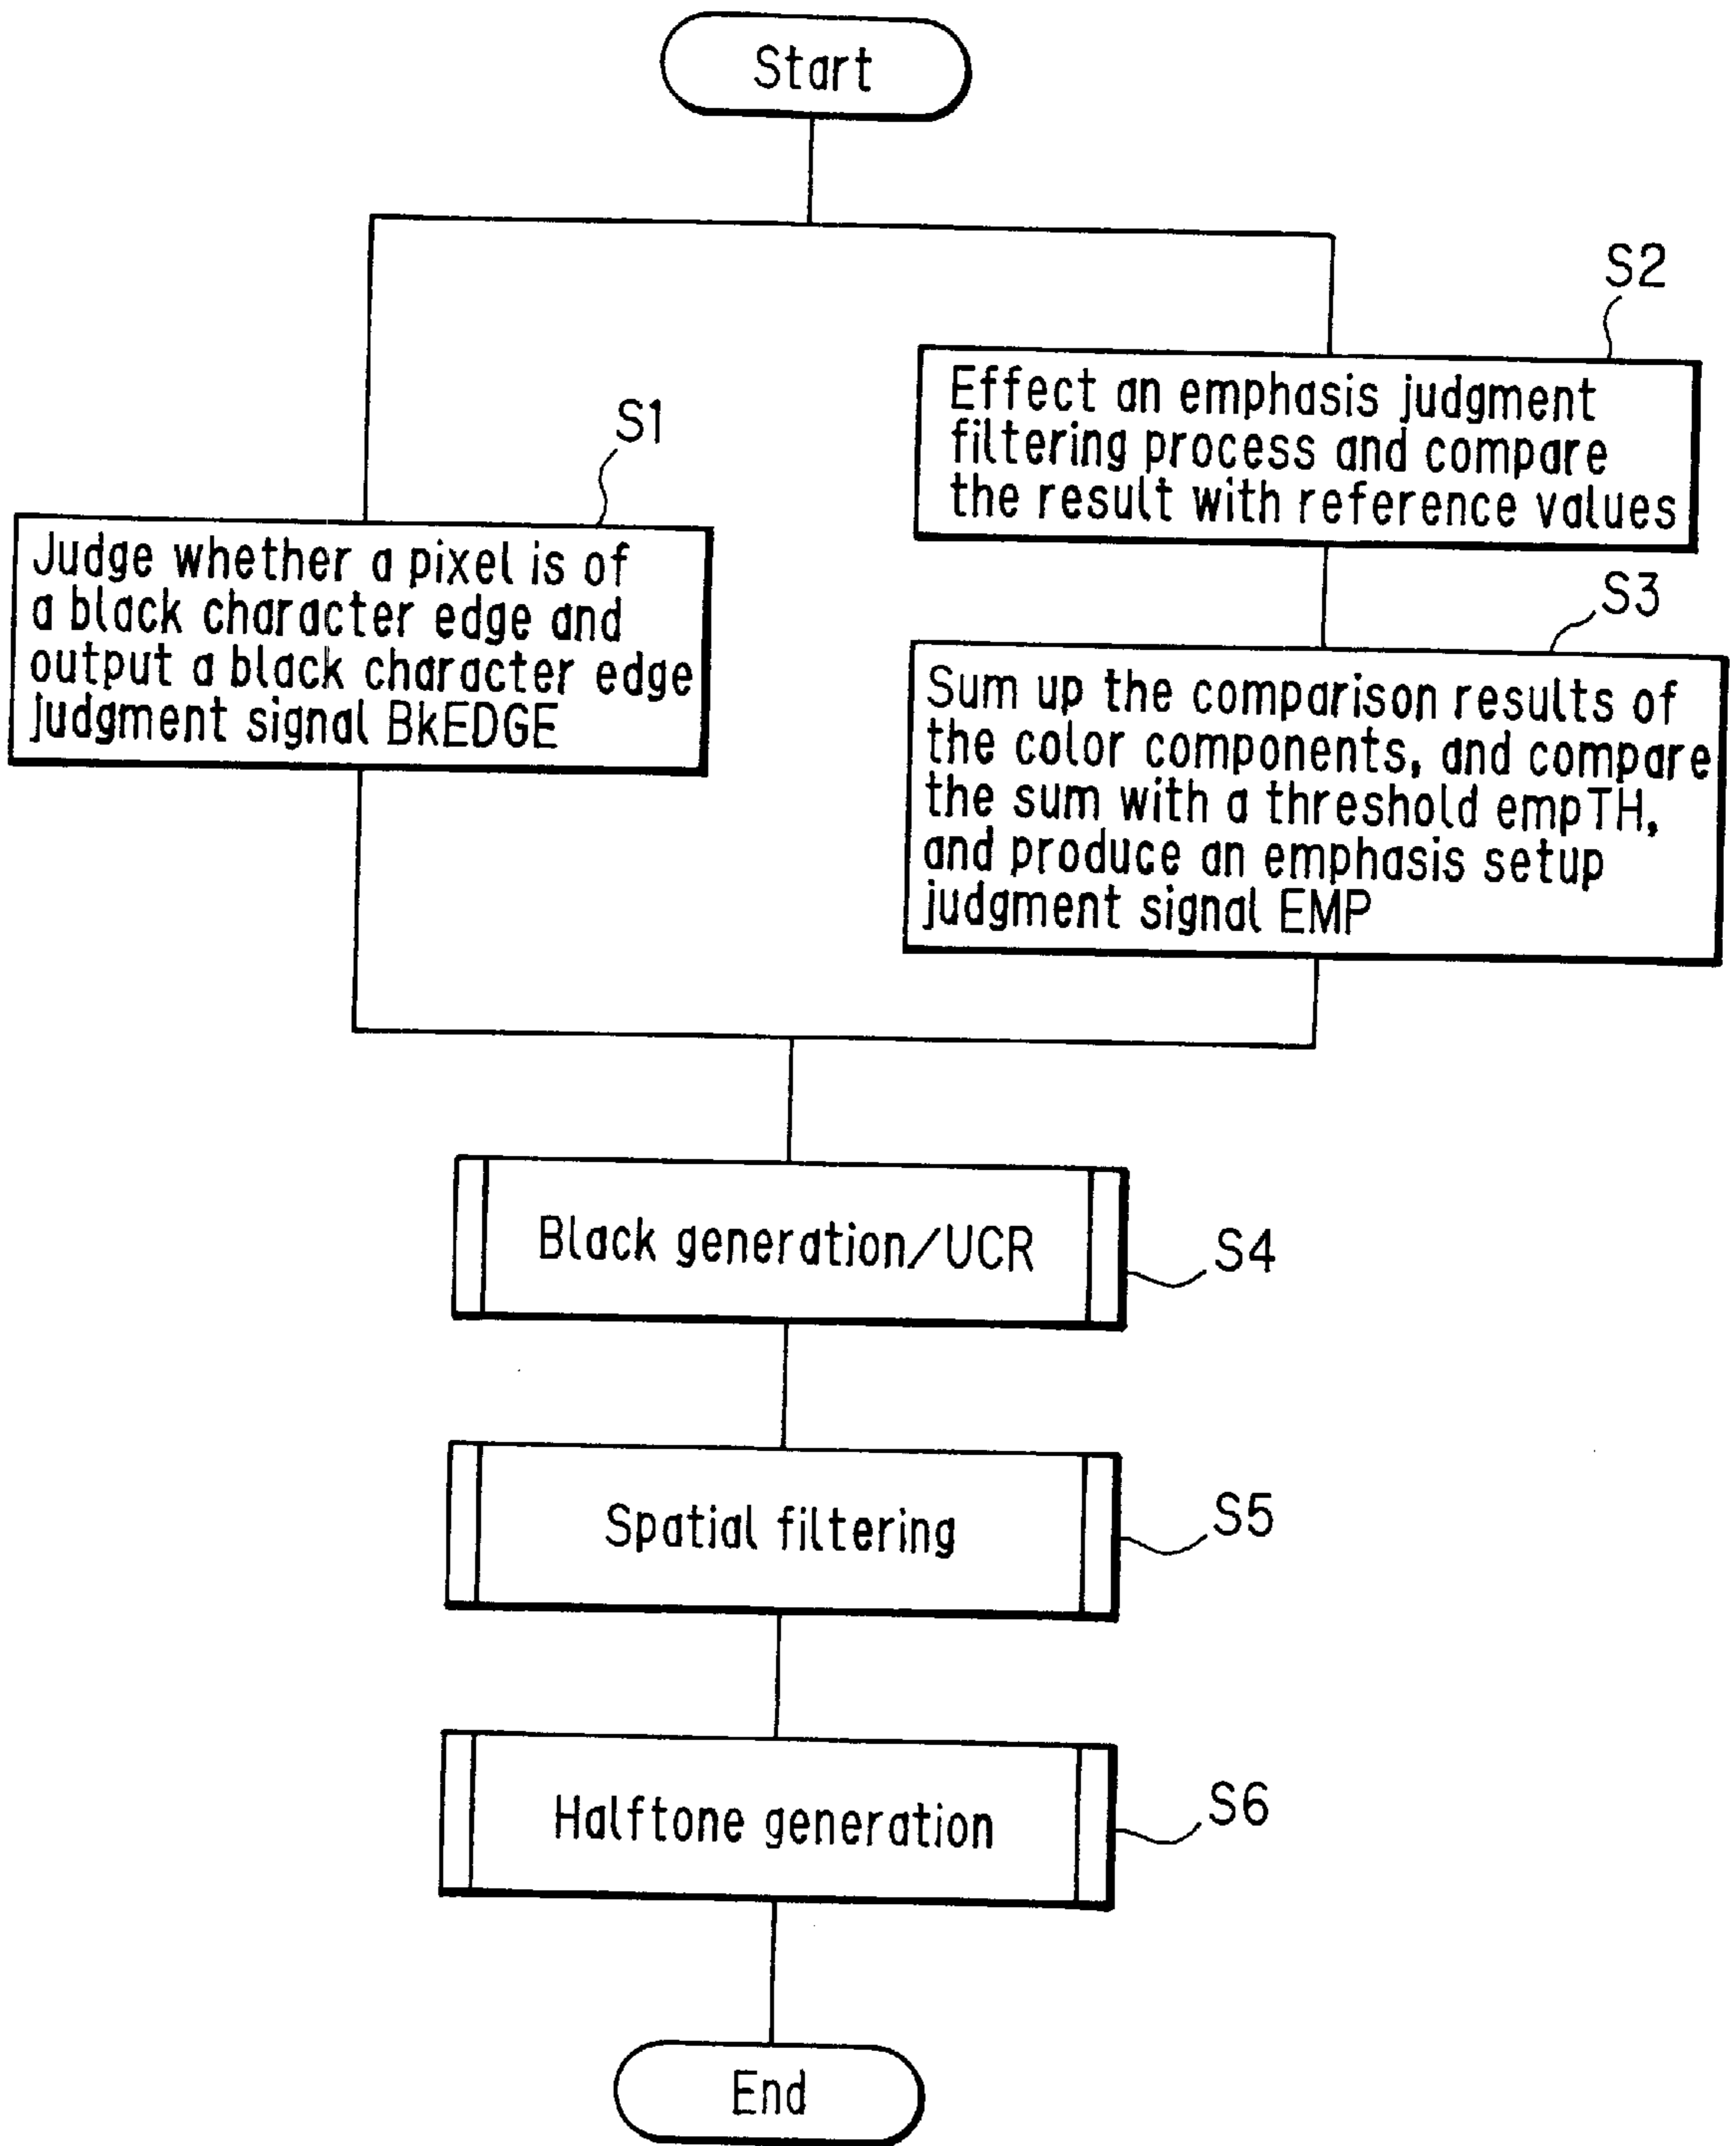 Start
S1
Judge whether a pixel is of
a black character edge and
output a black character edge
judgment signal BkEDGE
S2
Effect an emphasis judgment
filtering process and compare
the result with reference values
S3
Sum up the comparison results of
the color components, and compare
the sum with a threshold empTH,
and produce an emphasis setup
judgment signal EMP
Black generation/UCR
S4
Spatial filtering
S5
Halftone generation
S6
End